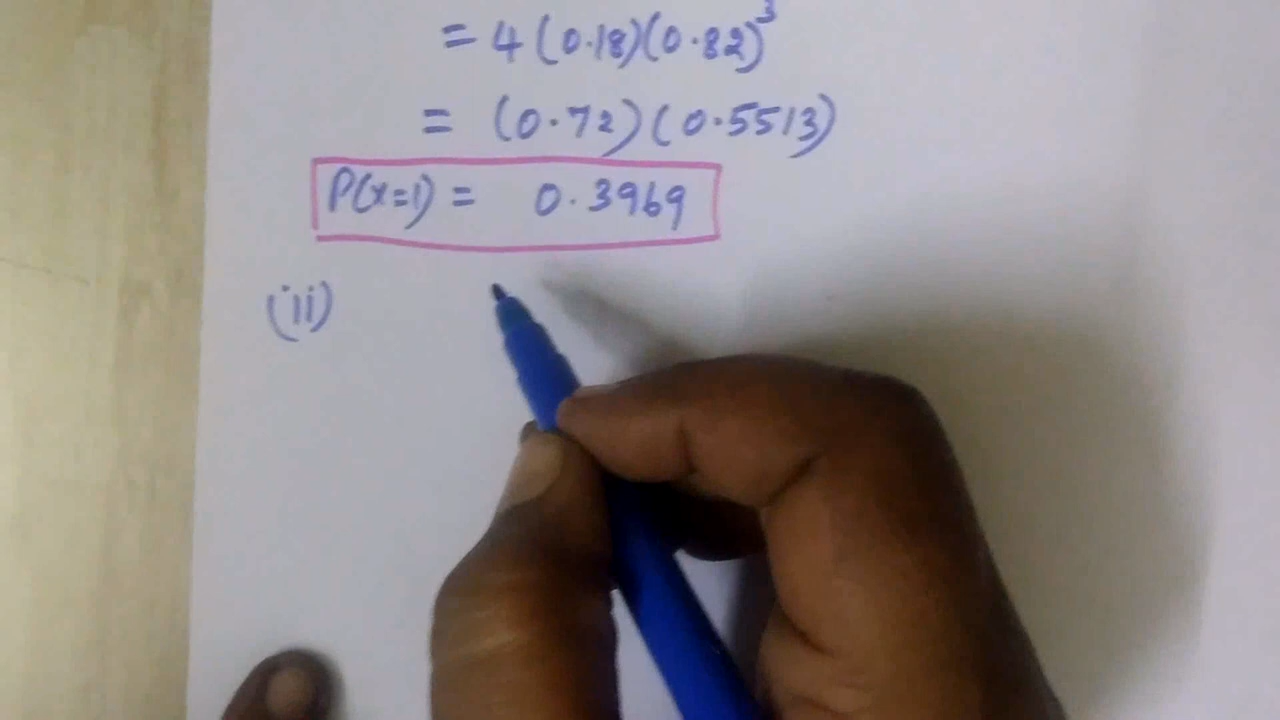 = 4(0.18)(0.82)³
= (0.72)(0.5513)
P(x=1) = 0.3969
(ii)